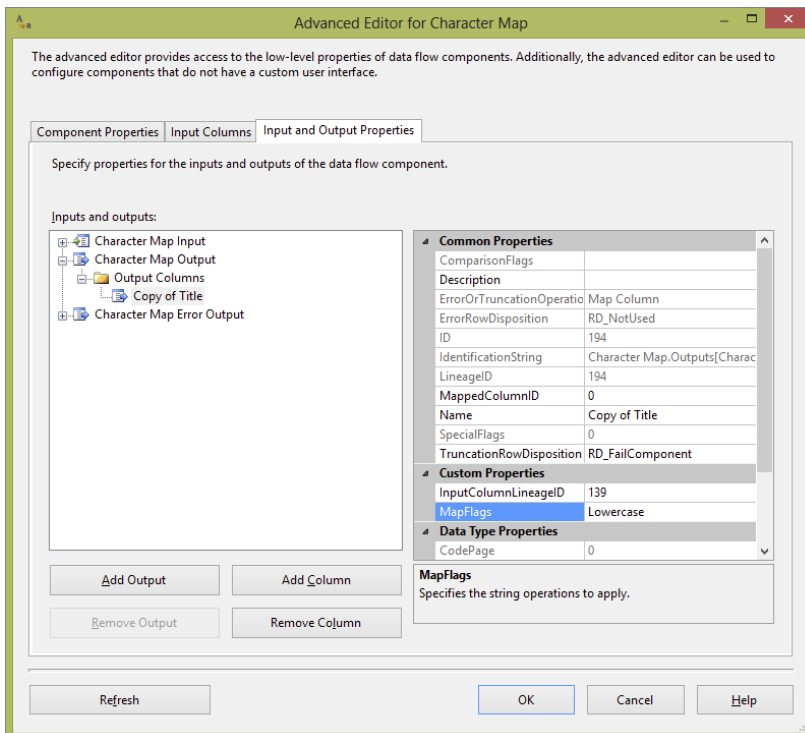 Advanced Editor for Character Map
The advanced editor provides access to the low-level properties of data flow components. Additionally, the advanced editor can be used to
configure components that do not have a custom user interface.
Component Properties Input Columns Input and Output Properties
Specify properties for the inputs and outputs of the data flow component.
Inputs and outputs:
Character Map Input
Character Map Output
Output Columns
Copy of Title
Character Map Error Output
Common Properties
ComparisonFlags
Description
ErrorOrTruncationOperatio Map Column
ErrorRowDisposition RD_NotUsed
ID 194
IdentificationString Character Map.Outputs[Charac
LineageID 194
MappedColumnID 0
Name Copy of Title
SpecialFlags 0
TruncationRowDisposition RD_FailComponent
Custom Properties
InputColumnLineageID 139
MapFlags Lowercase
Data Type Properties
CodePage 0
MapFlags
Specifies the string operations to apply.
Add Output Add Column
Remove Output Remove Column
Refresh OK Cancel Help